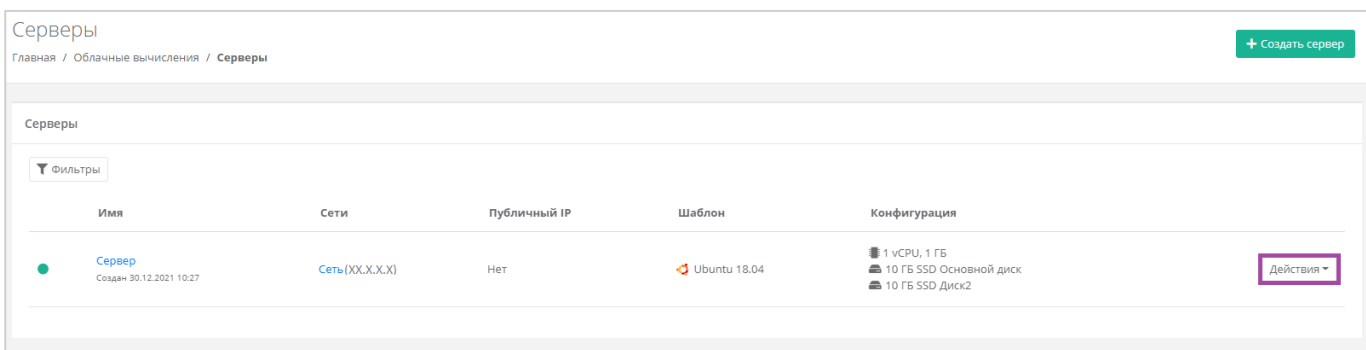 Серверы
Главная / Облачные вычисления / Серверы
+ Создать сервер
Серверы
Фильтры
Имя Сети Публичный IP Шаблон Конфигурация
Сервер
Создан 30.12.2021 10:27
Сеть(XX.X.X.X)
Нет
Ubuntu 18.04
1 vCPU, 1 ГБ
10 ГБ SSD Основной диск
10 ГБ SSD Диск2
Действия